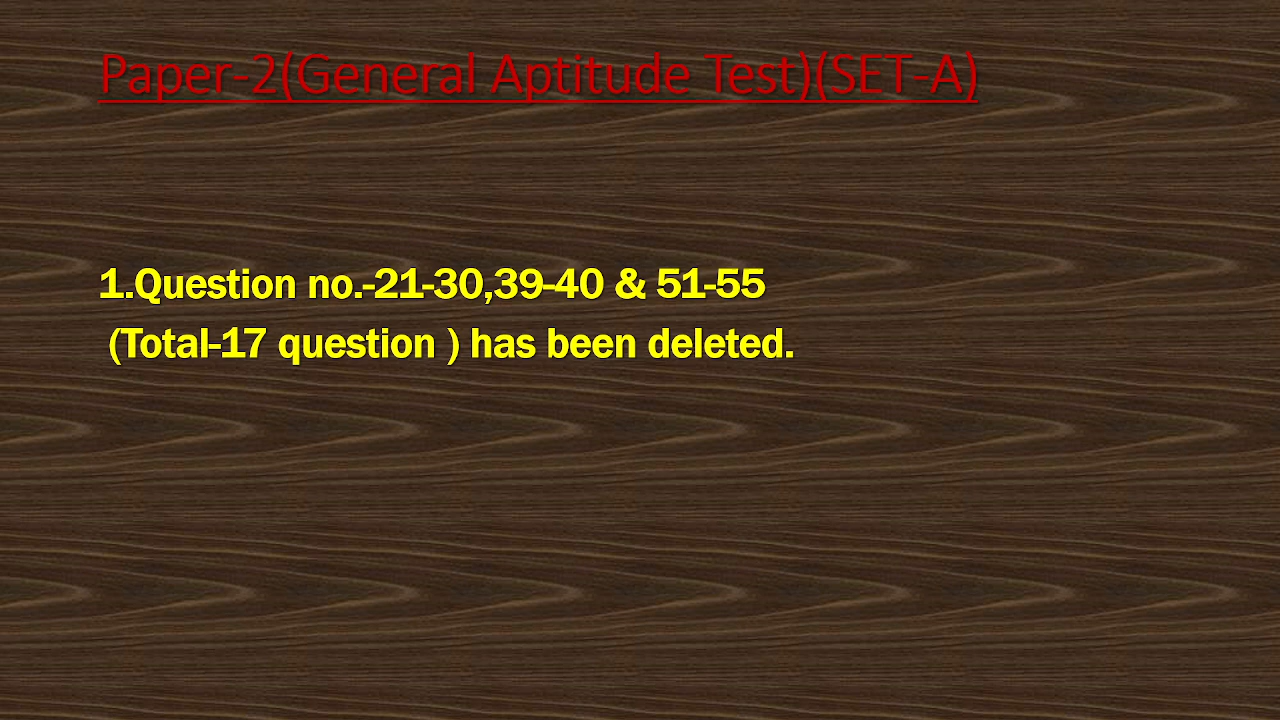 Paper-2(General Aptitude Test)(SET-A)
1.Question no.-21-30,39-40 & 51-55
(Total-17 question ) has been deleted.